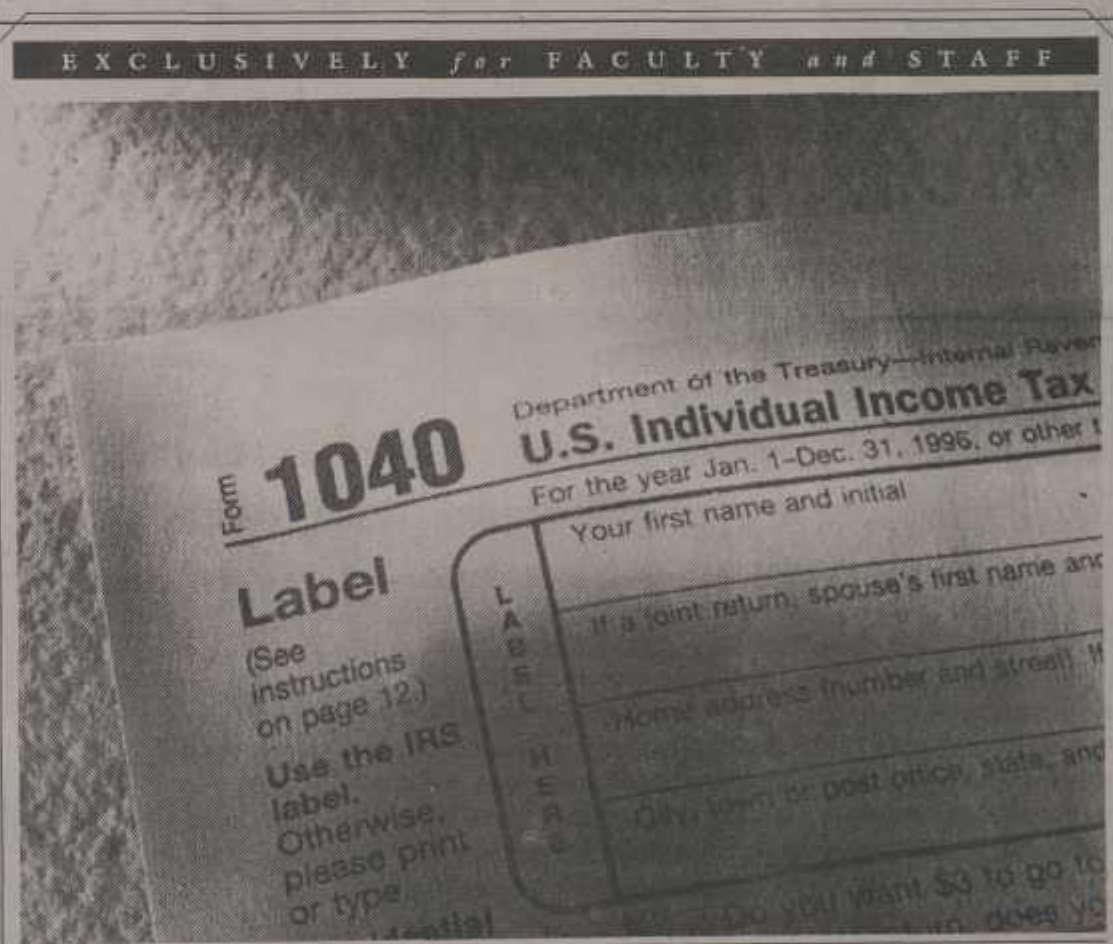 EXCLUSIVELY for FACULTY and STAFF
Form 1040
Department of the Treasury—Internal Reven
U.S. Individual Income Tax
For the year Jan. 1–Dec. 31, 1996, or other t
Label
(See
instructions
on page 12.)
Use the IRS
label.
Otherwise,
please print
or type.
LABEL HERE
Your first name and initial
If a joint return, spouse's first name and
Home address (number and street). If
City, town or post office, state, and
Do you want $3 to go to
does yo